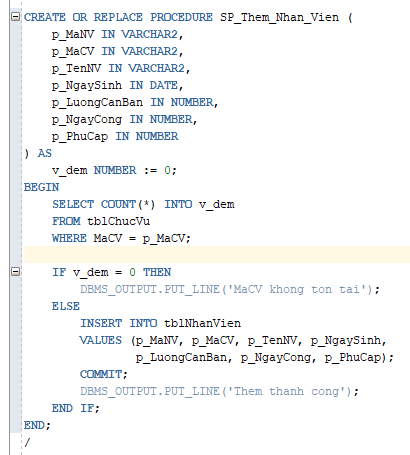 CREATE OR REPLACE PROCEDURE SP_Them_Nhan_Vien (
    p_MaNV IN VARCHAR2,
    p_MaCV IN VARCHAR2,
    p_TenNV IN VARCHAR2,
    p_NgaySinh IN DATE,
    p_LuongCanBan IN NUMBER,
    p_NgayCong IN NUMBER,
    p_PhuCap IN NUMBER
) AS
    v_dem NUMBER := 0;
BEGIN
    SELECT COUNT(*) INTO v_dem
    FROM tblChucVu
    WHERE MaCV = p_MaCV;

    IF v_dem = 0 THEN
        DBMS_OUTPUT.PUT_LINE('MaCV khong ton tai');
    ELSE
        INSERT INTO tblNhanVien
        VALUES (p_MaNV, p_MaCV, p_TenNV, p_NgaySinh,
                p_LuongCanBan, p_NgayCong, p_PhuCap);
        COMMIT;
        DBMS_OUTPUT.PUT_LINE('Them thanh cong');
    END IF;
END;
/